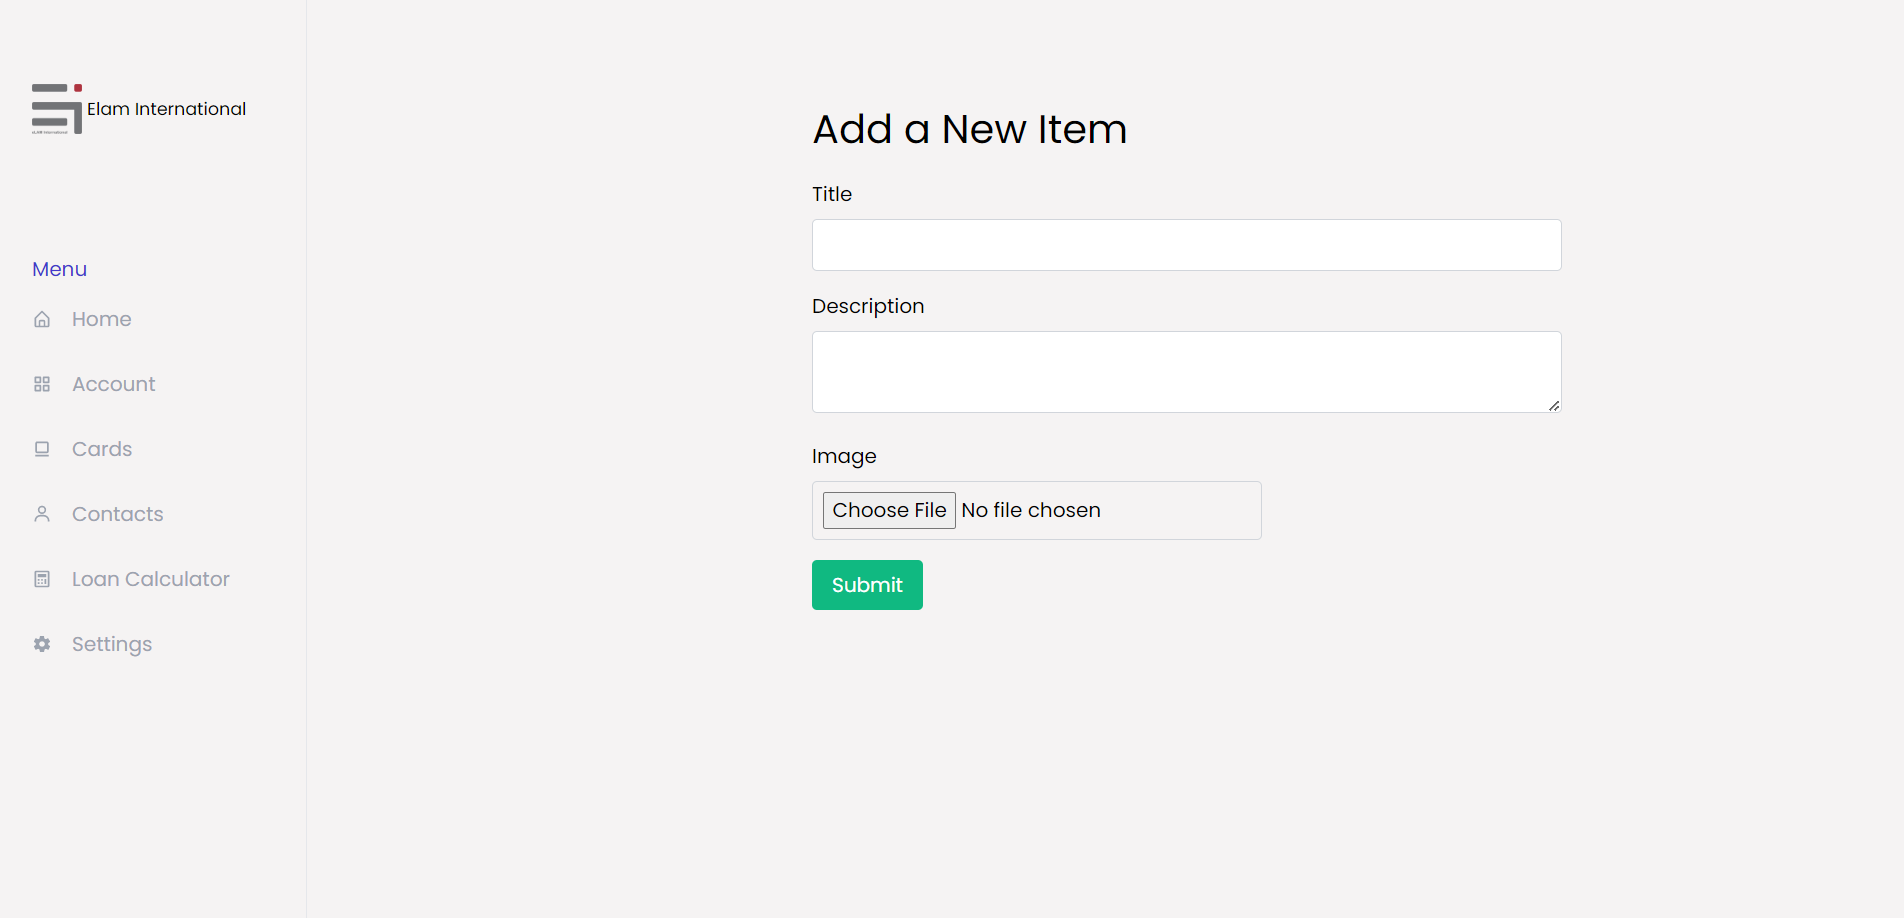 Elam International
Menu
Home
Account
Cards
Contacts
Loan Calculator
Settings
Add a New Item
Title
Description
Image
Choose File No file chosen
Submit